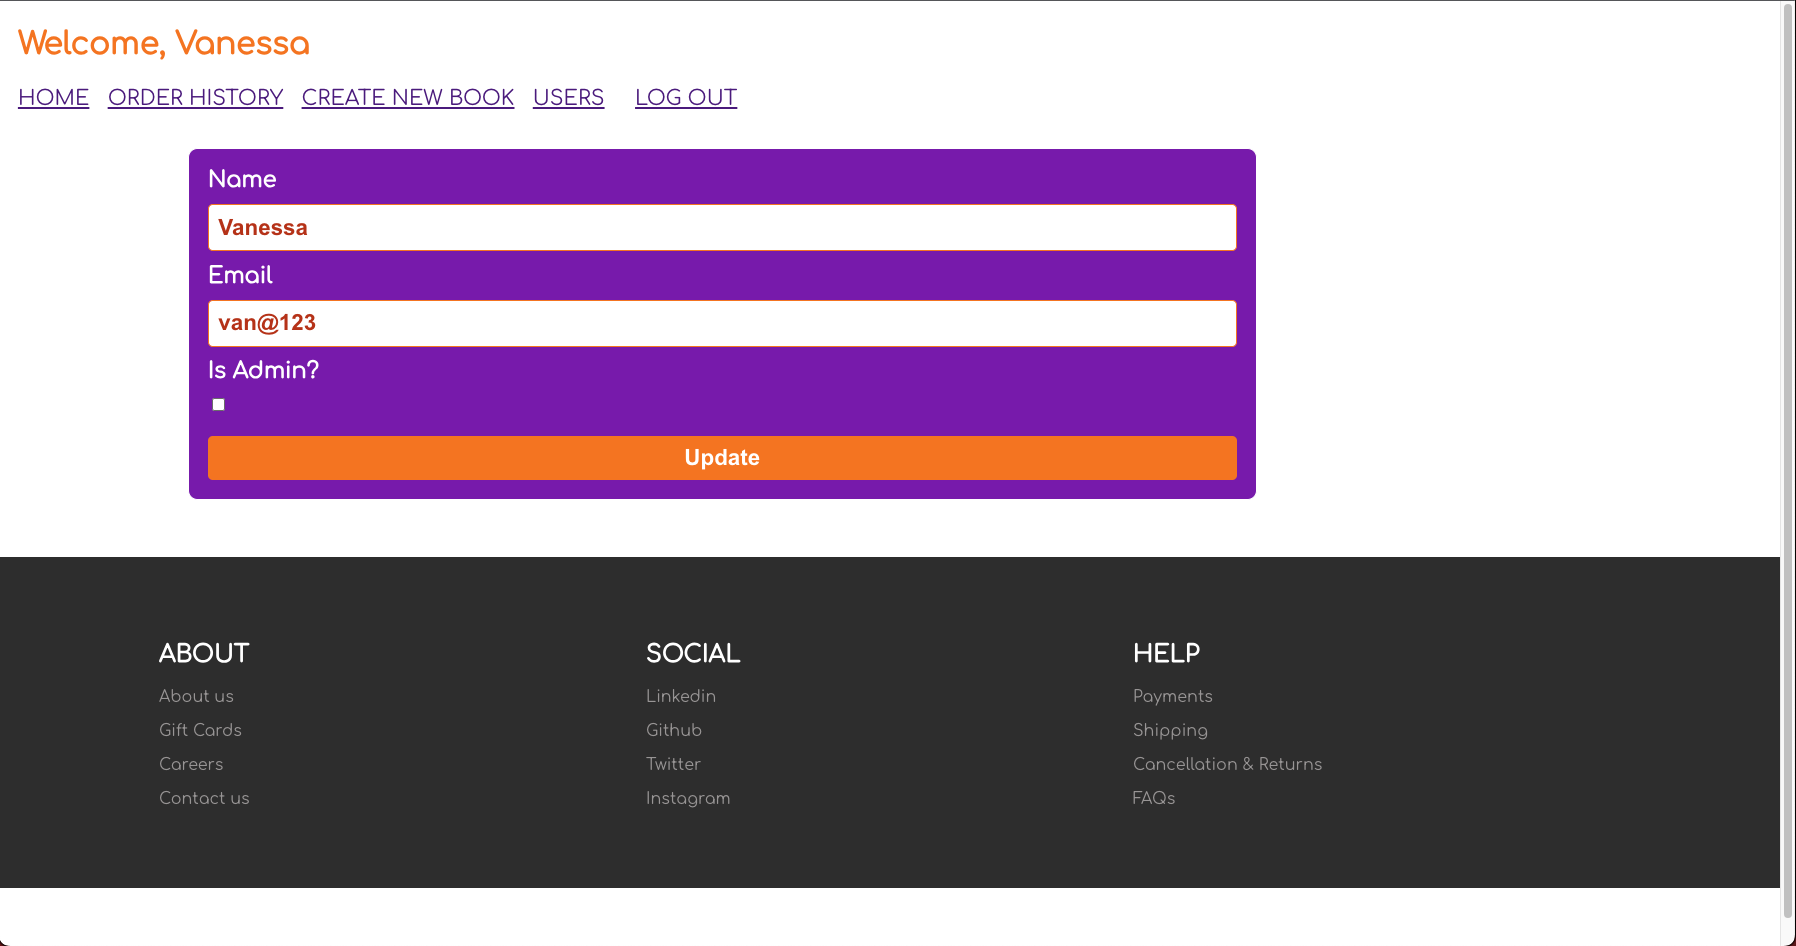 Welcome, Vanessa
HOME ORDER HISTORY CREATE NEW BOOK USERS LOG OUT
Name
Vanessa
Email
van@123
Is Admin?
Update
ABOUT
About us
Gift Cards
Careers
Contact us
SOCIAL
Linkedin
Github
Twitter
Instagram
HELP
Payments
Shipping
Cancellation & Returns
FAQs